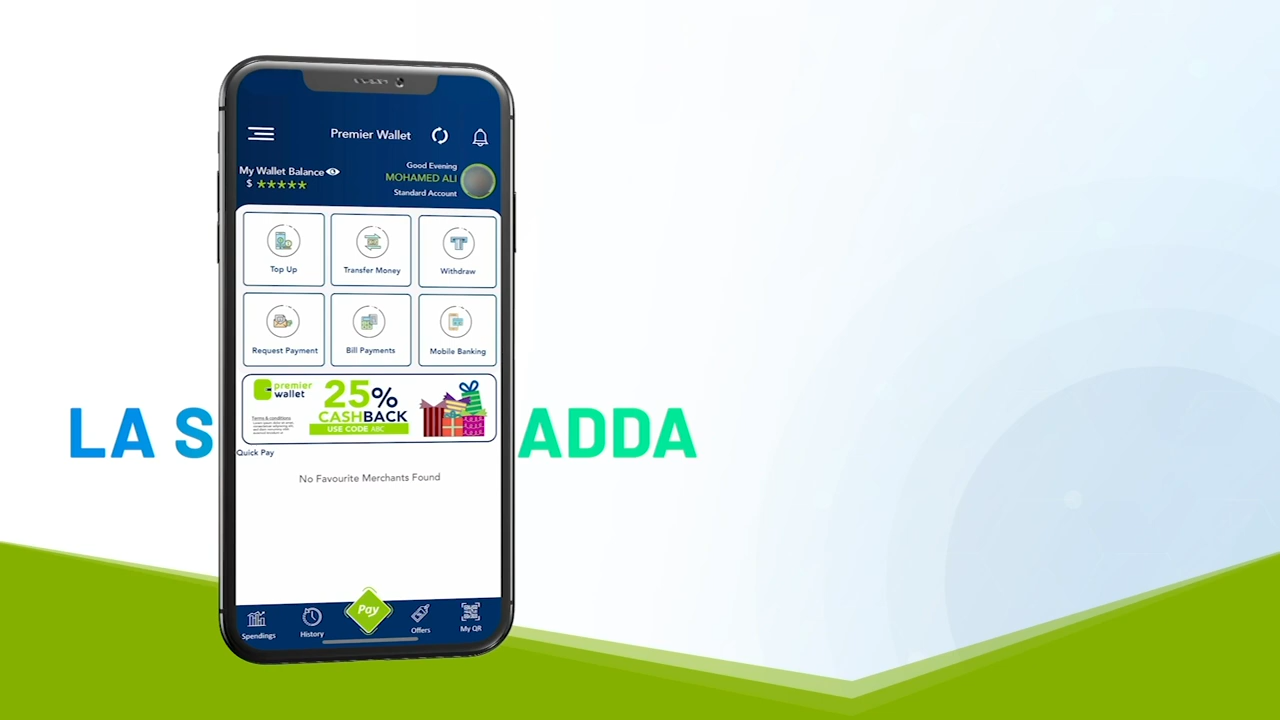 Premier Wallet
My Wallet Balance
$ *****
Good Evening
MOHAMED ALI
Standard Account
Top Up
Transfer Money
Withdraw
Request Payment
Bill Payments
Mobile Banking
premier
wallet
Terms & conditions
25%
CASHBACK
USE CODE ABC
LA S
ADDA
Quick Pay
No Favourite Merchants Found
Pay
Spendings
History
Offers
My QR